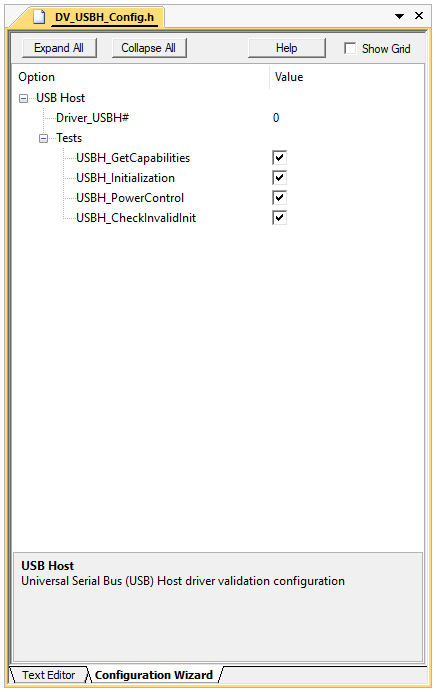 DV_USBH_Config.h
Expand All Collapse All Help Show Grid
Option Value
USB Host
Driver_USBH# 0
Tests
USBH_GetCapabilities
USBH_Initialization
USBH_PowerControl
USBH_CheckInvalidInit
USB Host
Universal Serial Bus (USB) Host driver validation configuration
Text Editor Configuration Wizard